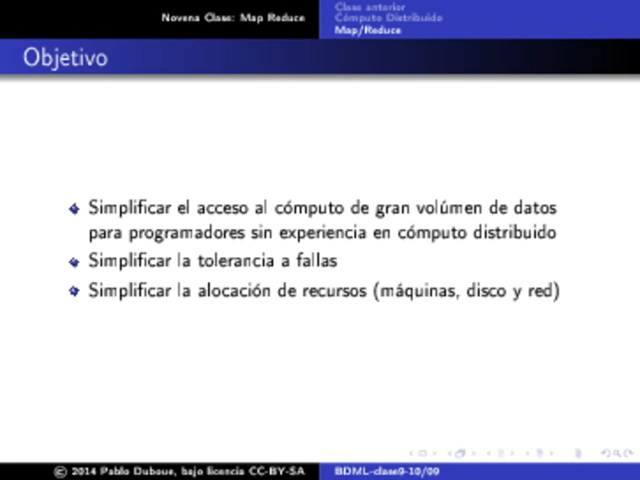 Novena Clase: Map Reduce
Clase anterior
Cómputo Distribuido
Map/Reduce
Objetivo
Simplificar el acceso al cómputo de gran volúmen de datos
para programadores sin experiencia en cómputo distribuido
Simplificar la tolerancia a fallas
Simplificar la alocación de recursos (máquinas, disco y red)
© 2014 Pablo Duboue, bajo licencia CC-BY-SA
BDML-clase9-10/09